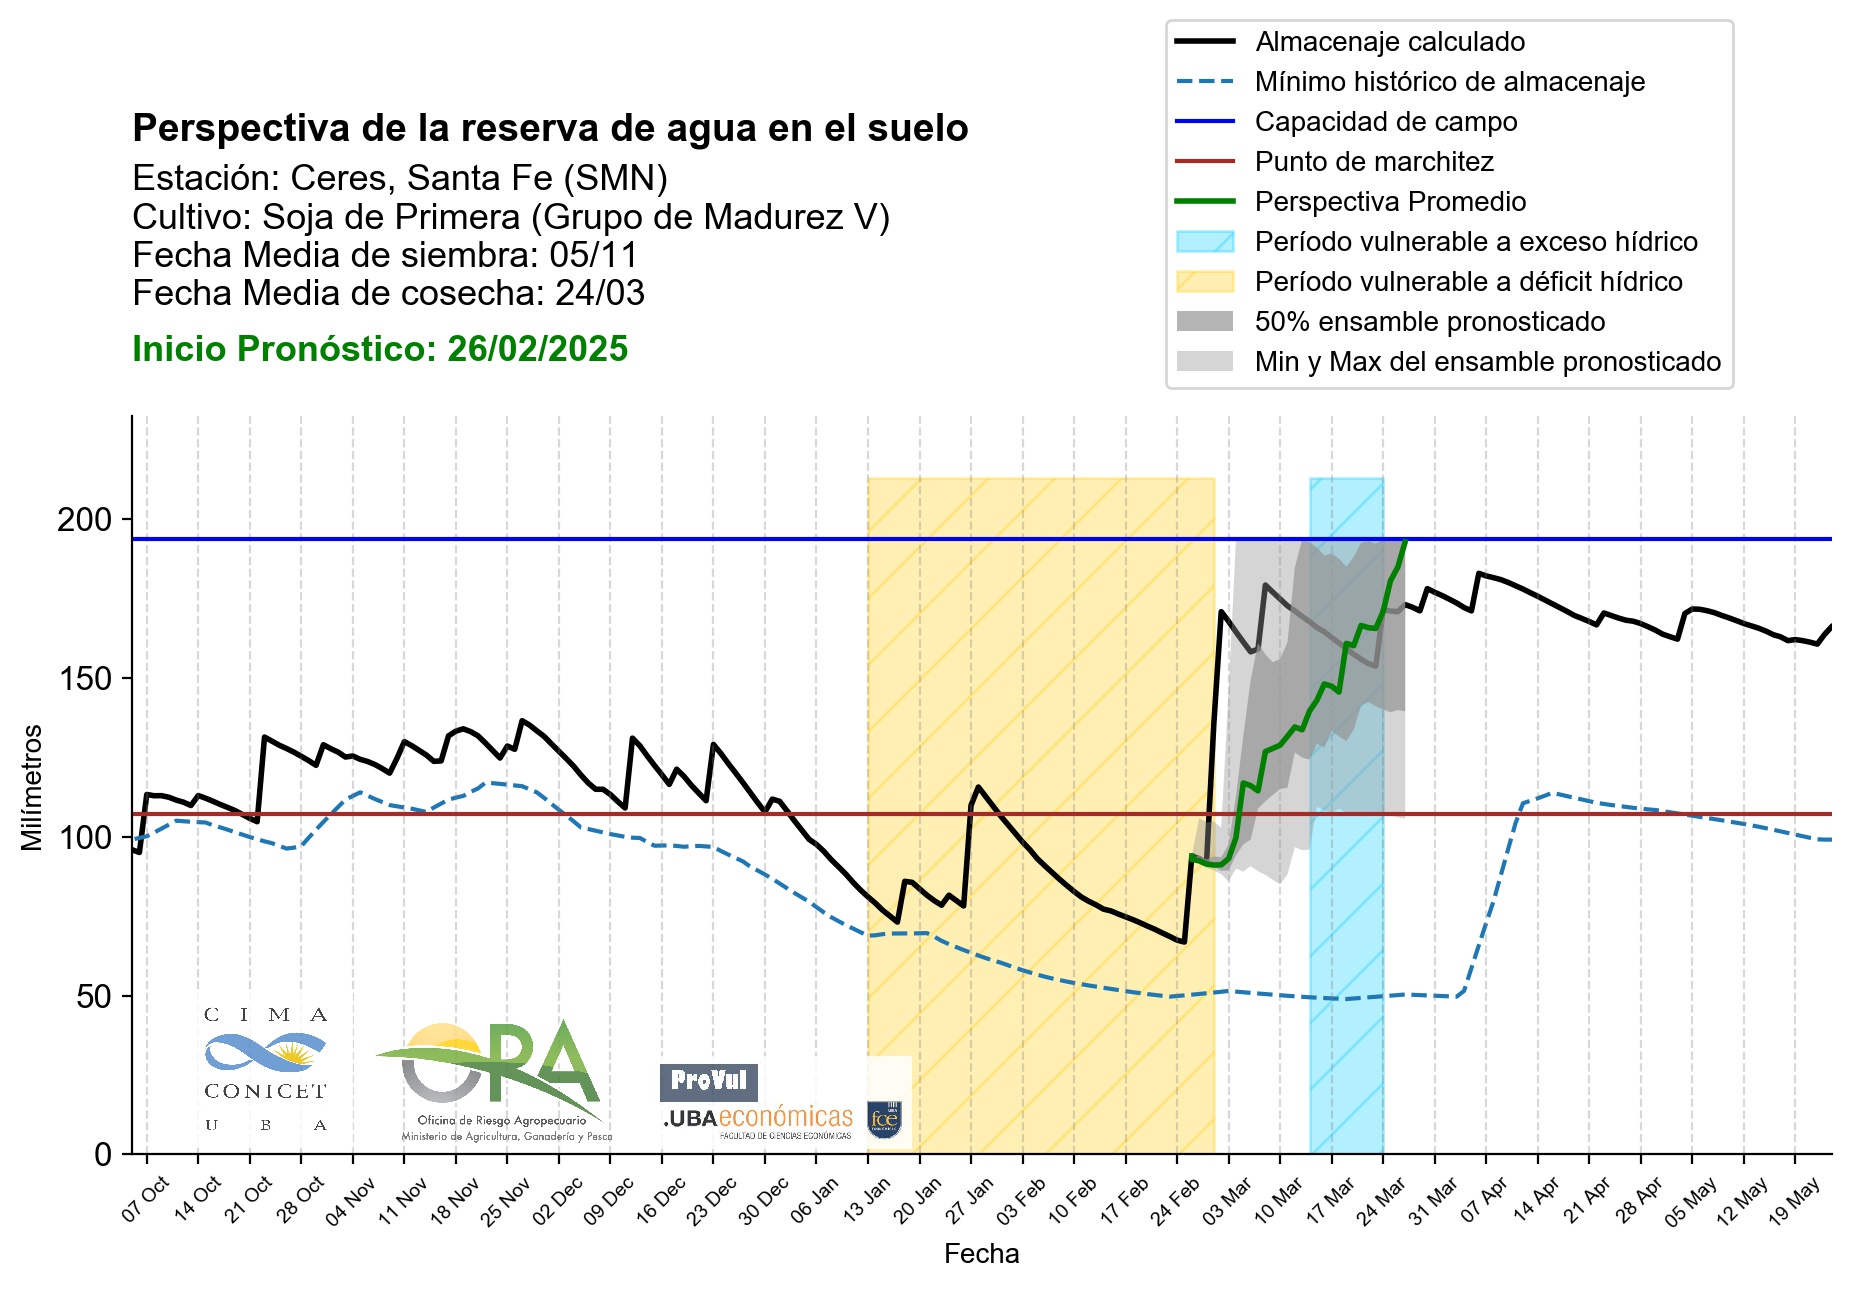 Almacenaje calculado
Mínimo histórico de almacenaje
Capacidad de campo
Punto de marchitez
Perspectiva Promedio
Período vulnerable a exceso hídrico
Período vulnerable a déficit hídrico
50% ensamble pronosticado
Min y Max del ensamble pronosticado
Perspectiva de la reserva de agua en el suelo
Estación: Ceres, Santa Fe (SMN)
Cultivo: Soja de Primera (Grupo de Madurez V)
Fecha Media de siembra: 05/11
Fecha Media de cosecha: 24/03
Inicio Pronóstico: 26/02/2025
Milímetros
200
150
100
50
0
CIMA
CONICET
UBA
ORA
Oficina de Riesgo Agropecuario
Ministerio de Agricultura, Ganadería y Pesca
ProVul
.UBAeconómicas
FACULTAD DE CIENCIAS ECONÓMICAS
UBA
fce
ECONÓMICAS
07 Oct
14 Oct
21 Oct
28 Oct
04 Nov
11 Nov
18 Nov
25 Nov
02 Dec
09 Dec
16 Dec
23 Dec
30 Dec
06 Jan
13 Jan
20 Jan
27 Jan
03 Feb
10 Feb
17 Feb
24 Feb
03 Mar
10 Mar
17 Mar
24 Mar
31 Mar
07 Apr
14 Apr
21 Apr
28 Apr
05 May
12 May
19 May
Fecha